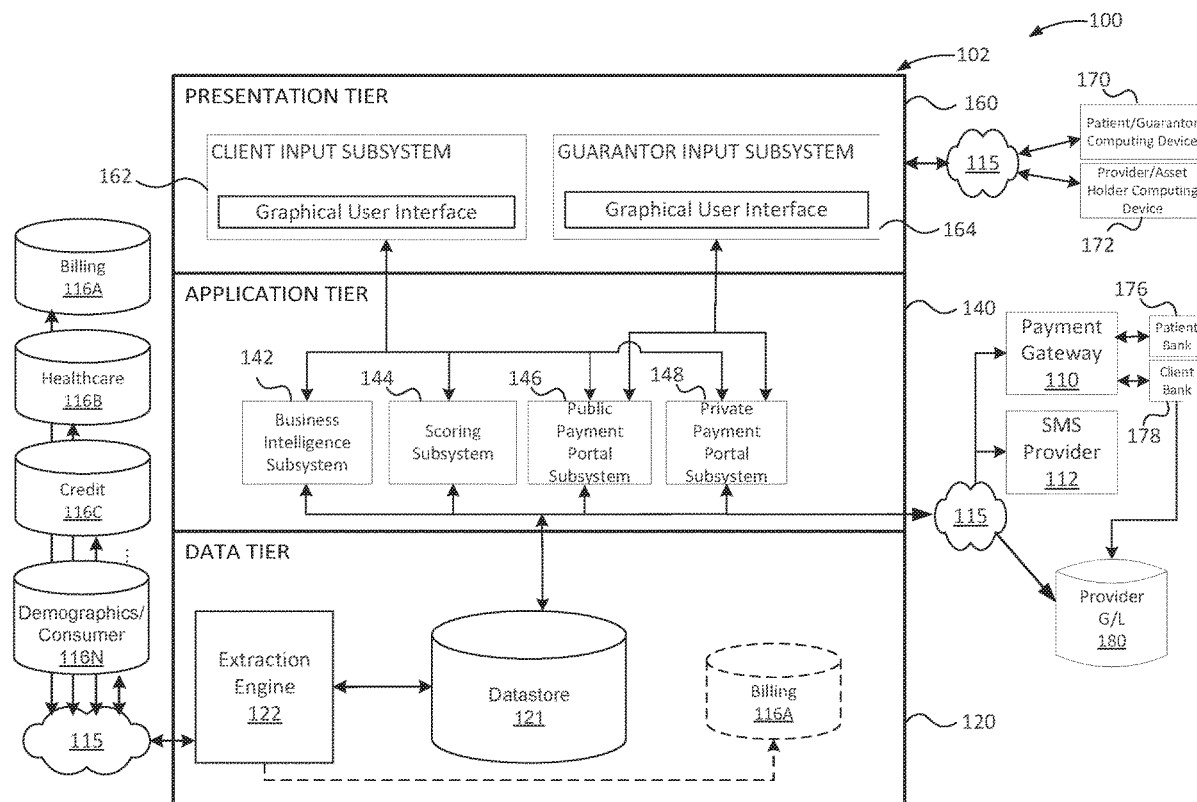 100
102
PRESENTATION TIER
160
170
Patient/Guarantor
Computing Device
CLIENT INPUT SUBSYSTEM
GUARANTOR INPUT SUBSYSTEM
115
162
Graphical User Interface
Graphical User Interface
Provider/Asset
Holder Computing
Device
164
172
Billing
116A
APPLICATION TIER
140
176
Payment
Gateway
110
Patient
Bank
Client
Bank
178
Healthcare
116B
142
144
146
148
Business
Intelligence
Subsystem
Scoring
Subsystem
Public
Payment
Portal
Subsystem
Private
Payment
Portal
Subsystem
SMS
Provider
112
Credit
116C
115
...
DATA TIER
Demographics/
Consumer
116N
Provider
G/L
180
Extraction
Engine
122
Datastore
121
Billing
116A
120
115